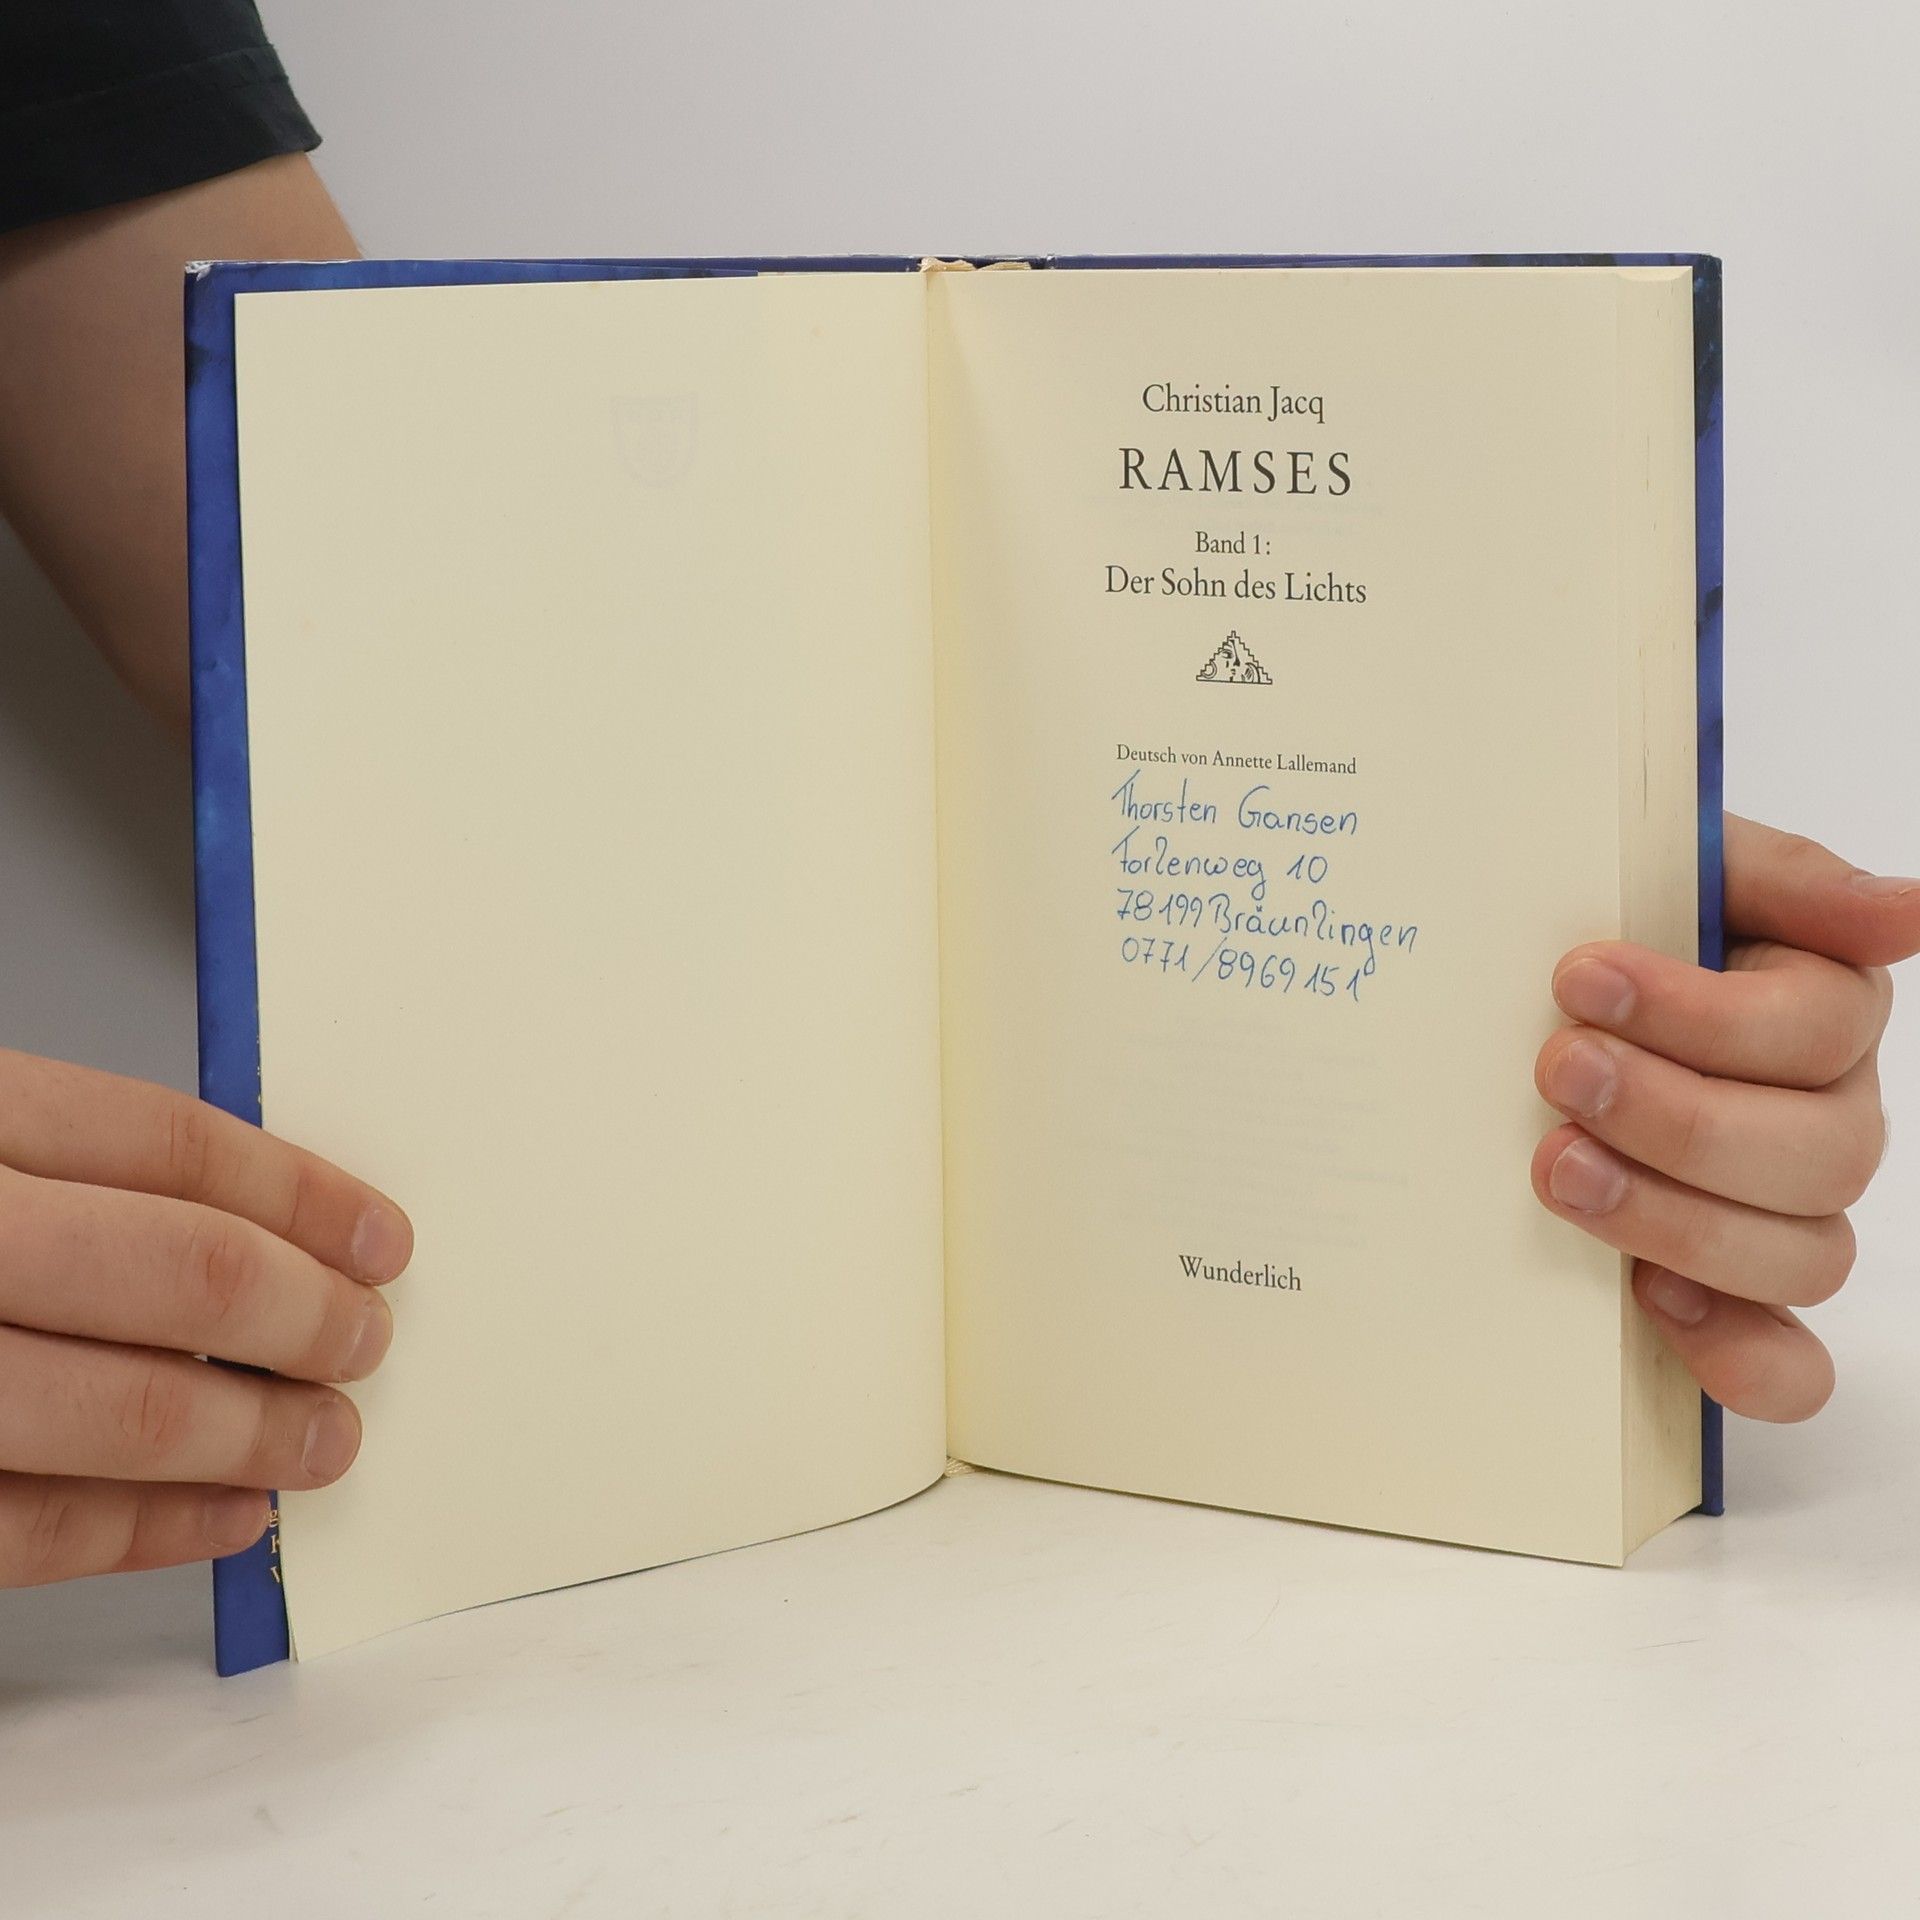 Christian Jacq
RAMSES
Band 1:
Der Sohn des Lichts
Deutsch von Annette Lallemand
Thorsten Gansen
Forlenweg 10
78199 Bräunlingen
0771/8969151
Wunderlich